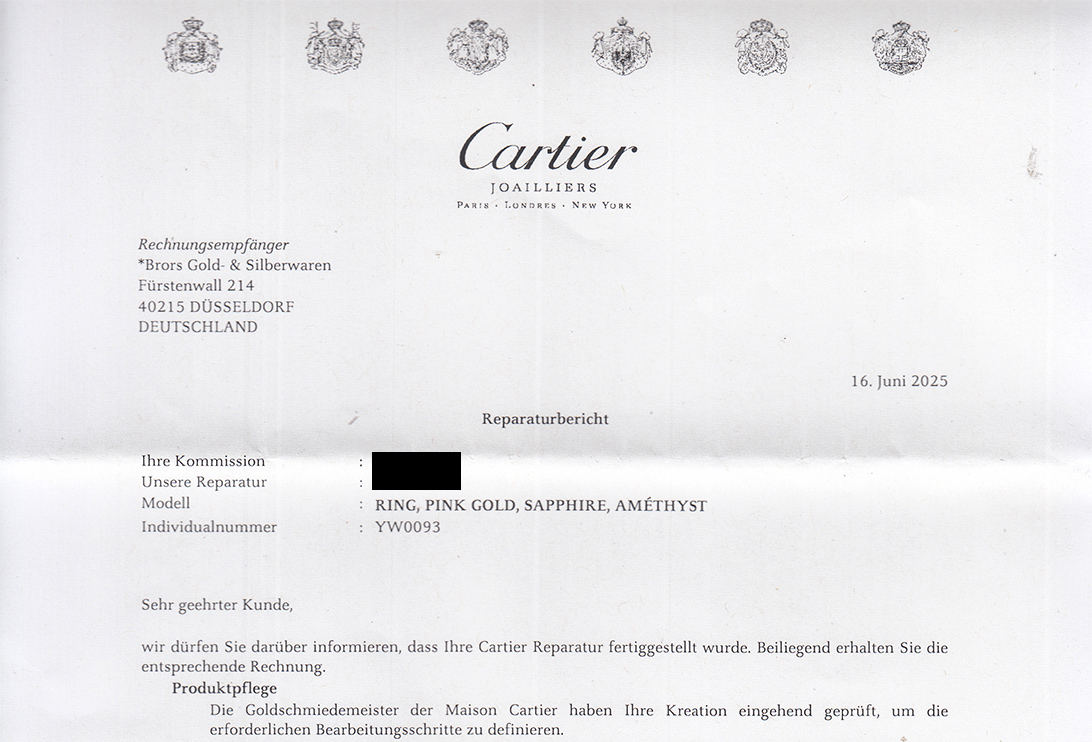 Cartier
JOAILLIERS
PARIS · LONDRES · NEW YORK
Rechnungsempfänger
*Brors Gold- & Silberwaren
Fürstenwall 214
40215 DÜSSELDORF
DEUTSCHLAND
16. Juni 2025
Reparaturbericht
Ihre Kommission :
Unsere Reparatur :
Modell : RING, PINK GOLD, SAPPHIRE, AMÉTHYST
Individualnummer : YW0093
Sehr geehrter Kunde,
wir dürfen Sie darüber informieren, dass Ihre Cartier Reparatur fertiggestellt wurde. Beiliegend erhalten Sie die
entsprechende Rechnung.
Produktpflege
Die Goldschmiedemeister der Maison Cartier haben Ihre Kreation eingehend geprüft, um die
erforderlichen Bearbeitungsschritte zu definieren.